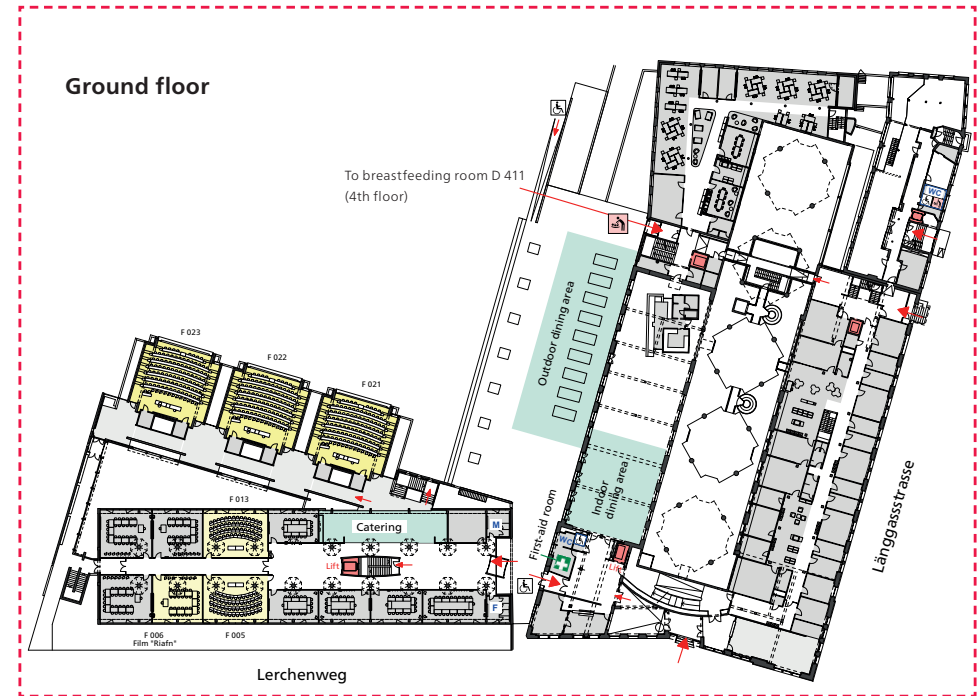 Ground floor
To breastfeeding room D 411
(4th floor)
WC
Outdoor dining area
F 023
F 022
F 021
Indoor
dining area
Länggassstrasse
First-aid room
F 013
Catering
M
WC
Lift
Lift
F
F 006
Film "Riafn"
F 005
Lerchenweg